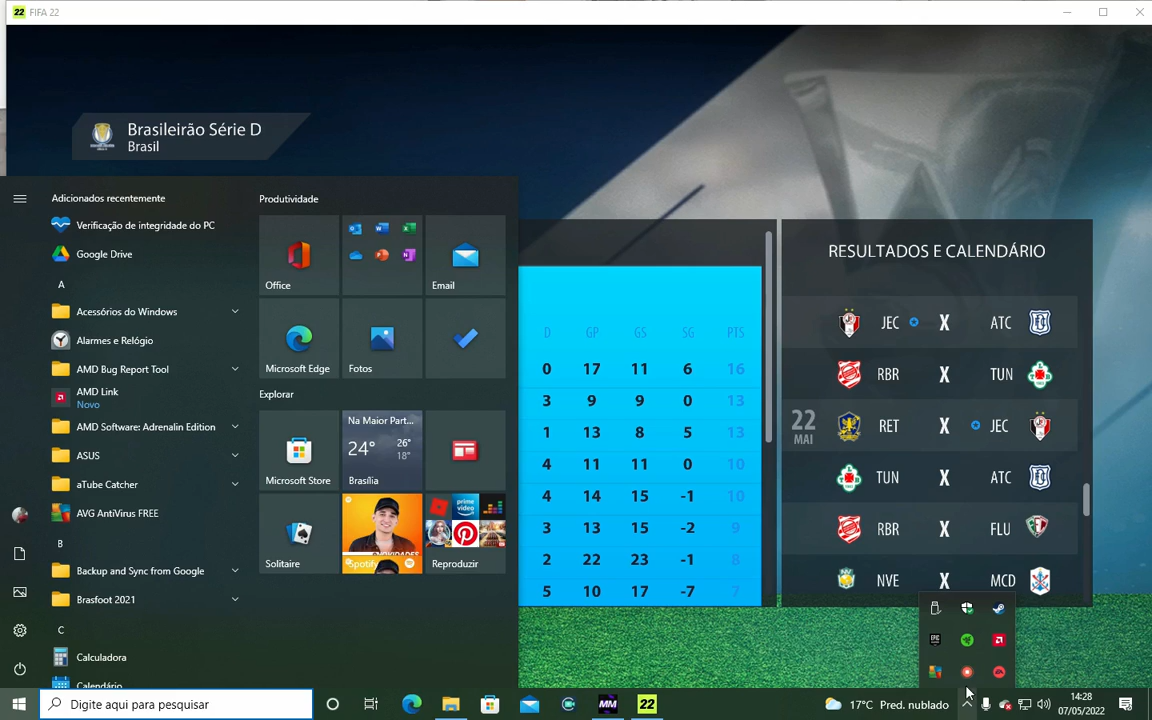 22 FIFA 22
Brasileirão Série D
Brasil
Adicionados recentemente
Verificação de integridade do PC
Google Drive
A
Acessórios do Windows
Alarmes e Relógio
AMD Bug Report Tool
AMD Link
Novo
AMD Software: Adrenalin Edition
ASUS
aTube Catcher
AVG AntiVirus FREE
B
Backup and Sync from Google
Brasfoot 2021
C
Calculadora
Calendário
Produtividade
Office
Email
Microsoft Edge
Fotos
Explorar
Microsoft Store
Na Maior Part...
24° 26°
18°
Brasília
Solitaire
Spotify
prime video
Reproduzir
D GP GS SG PTS
0 17 11 6 16
3 9 9 0 13
1 13 8 5 13
4 11 11 0 10
4 14 15 -1 10
3 13 15 -2 9
2 22 23 -1 8
5 10 17 -7
RESULTADOS E CALENDÁRIO
JEC X ATC
RBR X TUN
22 MAI RET X JEC
TUN X ATC
RBR X FLU
NVE X MCD
EPIC
Digite aqui para pesquisar
MM
22
17°C Pred. nublado
14:28
07/05/2022